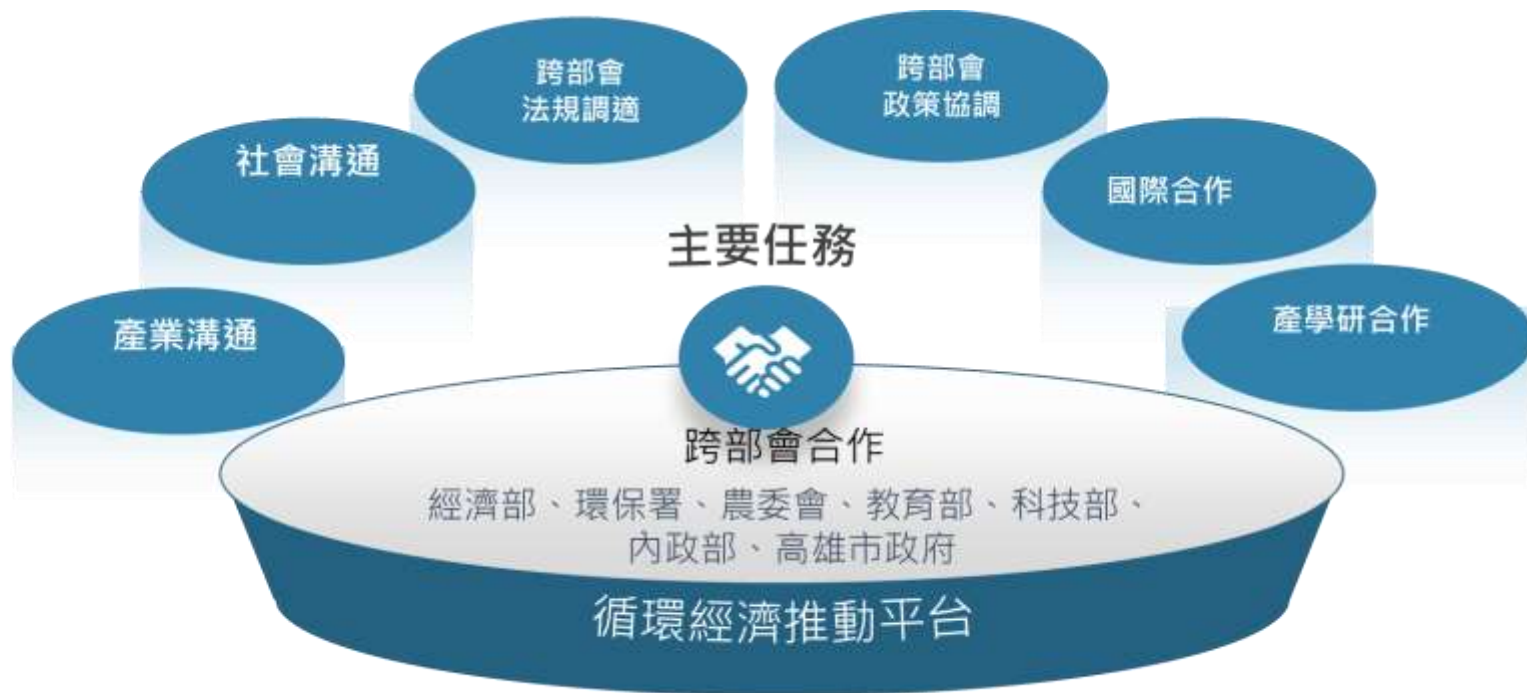 跨部會
法規調適
跨部會
政策協調
社會溝通
國際合作
主要任務
產業溝通
產學研合作
跨部會合作
經濟部、環保署、農委會、教育部、科技部、
內政部、高雄市政府
循環經濟推動平台